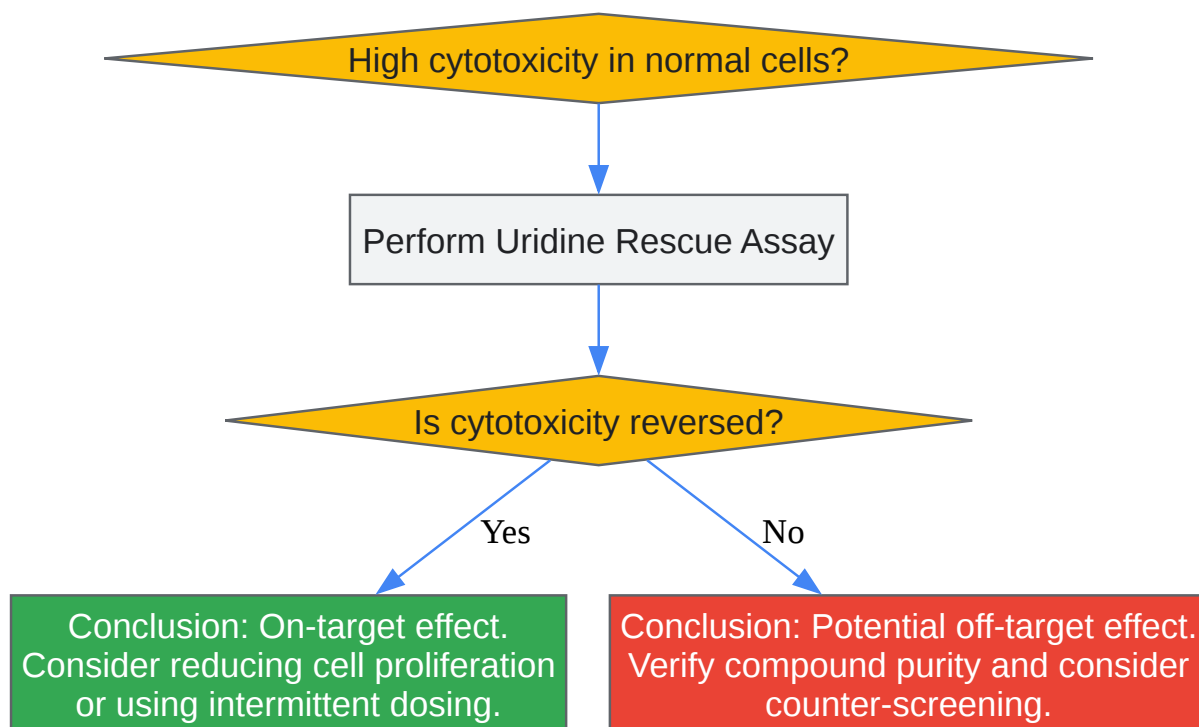 High cytotoxicity in normal cells?
Perform Uridine Rescue Assay
Is cytotoxicity reversed?
Yes
No
Conclusion: On-target effect.
Consider reducing cell proliferation
or using intermittent dosing.
Conclusion: Potential off-target effect.
Verify compound purity and consider
counter-screening.